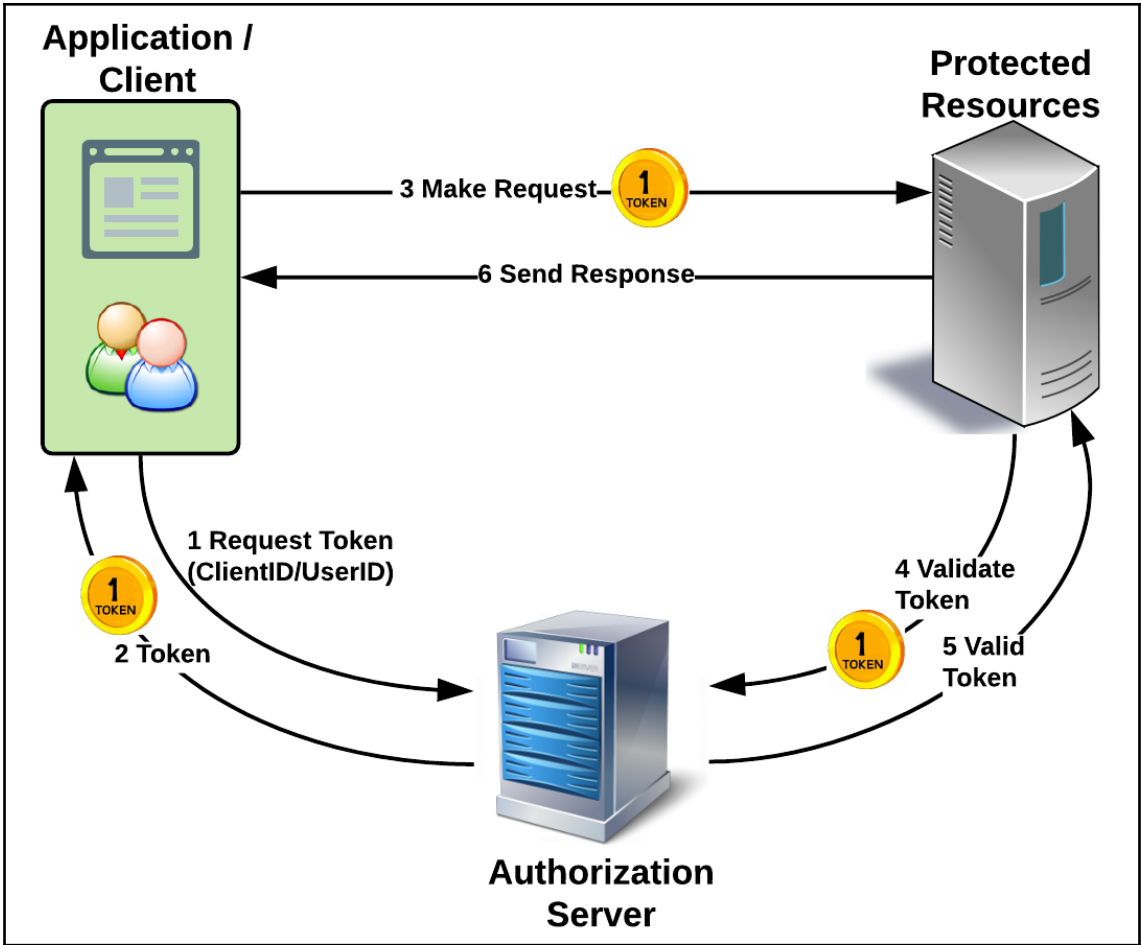 Application /
Client
Protected
Resources
3 Make Request
1
TOKEN
6 Send Response
1 Request Token
(ClientID/UserID)
1
TOKEN
2 Token
4 Validate
Token
1
TOKEN
5 Valid
Token
Authorization
Server